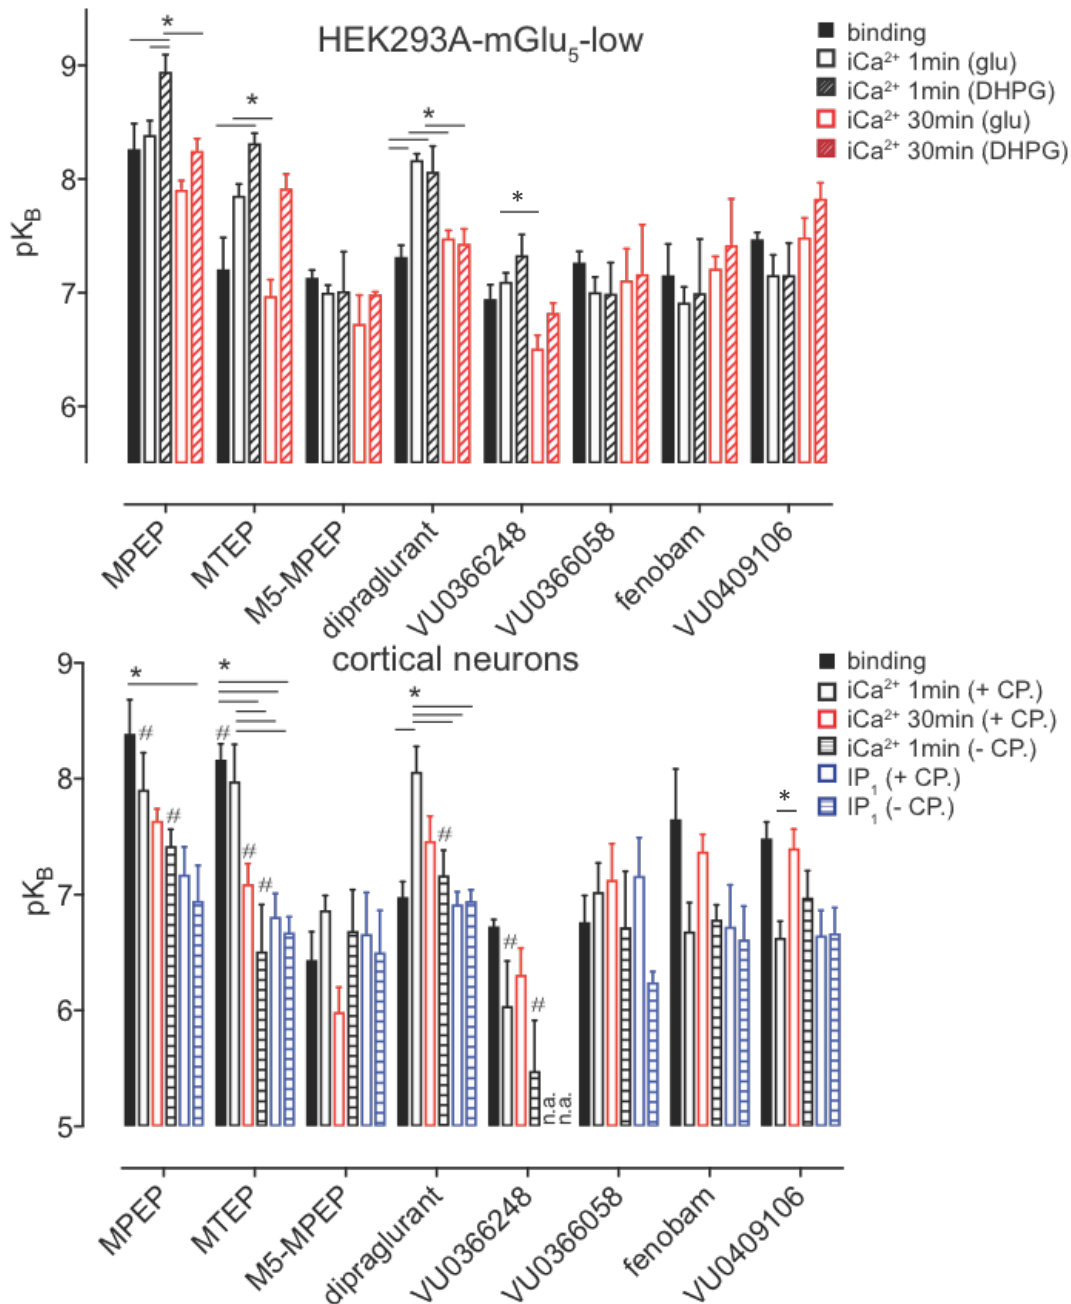 HEK293A-mGlu5-low
binding
iCa²⁺ 1min (glu)
iCa²⁺ 1min (DHPG)
iCa²⁺ 30min (glu)
iCa²⁺ 30min (DHPG)
* * * *
pKB
9
8
7
6
MPEP
MTEP
M5-MPEP
dipraglurant
VU0366248
VU0366058
fenobam
VU0409106
cortical neurons
binding
iCa²⁺ 1min (+ CP.)
iCa²⁺ 30min (+ CP.)
iCa²⁺ 1min (- CP.)
IP1 (+ CP.)
IP1 (- CP.)
* * * *
# # # # # # # #
pKB
9
8
7
6
5
n.a.
n.a.
MPEP
MTEP
M5-MPEP
dipraglurant
VU0366248
VU0366058
fenobam
VU0409106